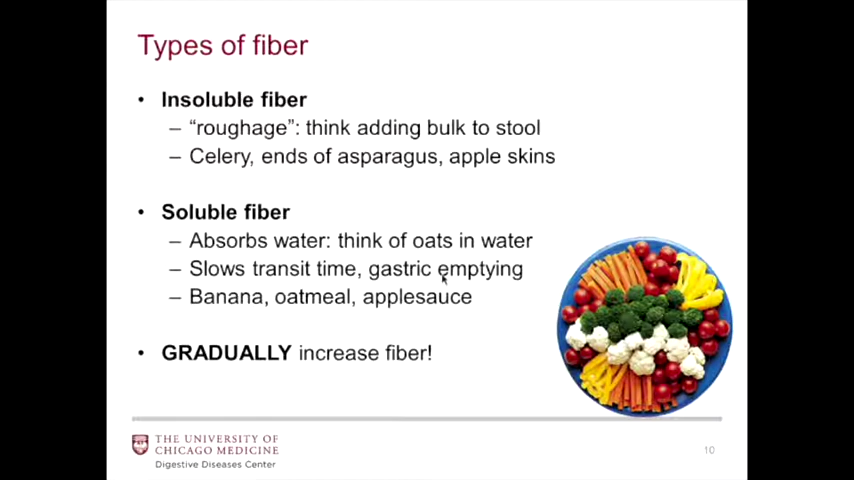 Types of fiber
• Insoluble fiber
– “roughage”: think adding bulk to stool
– Celery, ends of asparagus, apple skins
• Soluble fiber
– Absorbs water: think of oats in water
– Slows transit time, gastric emptying
– Banana, oatmeal, applesauce
• GRADUALLY increase fiber!
THE UNIVERSITY OF
CHICAGO MEDICINE
Digestive Diseases Center
10